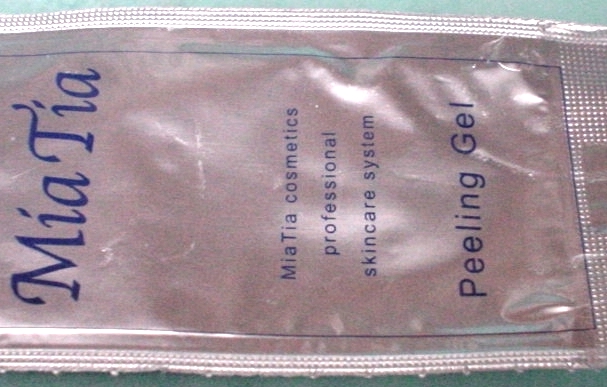 MiaTia
MiaTia cosmetics
professional
skincare system
Peeling Gel